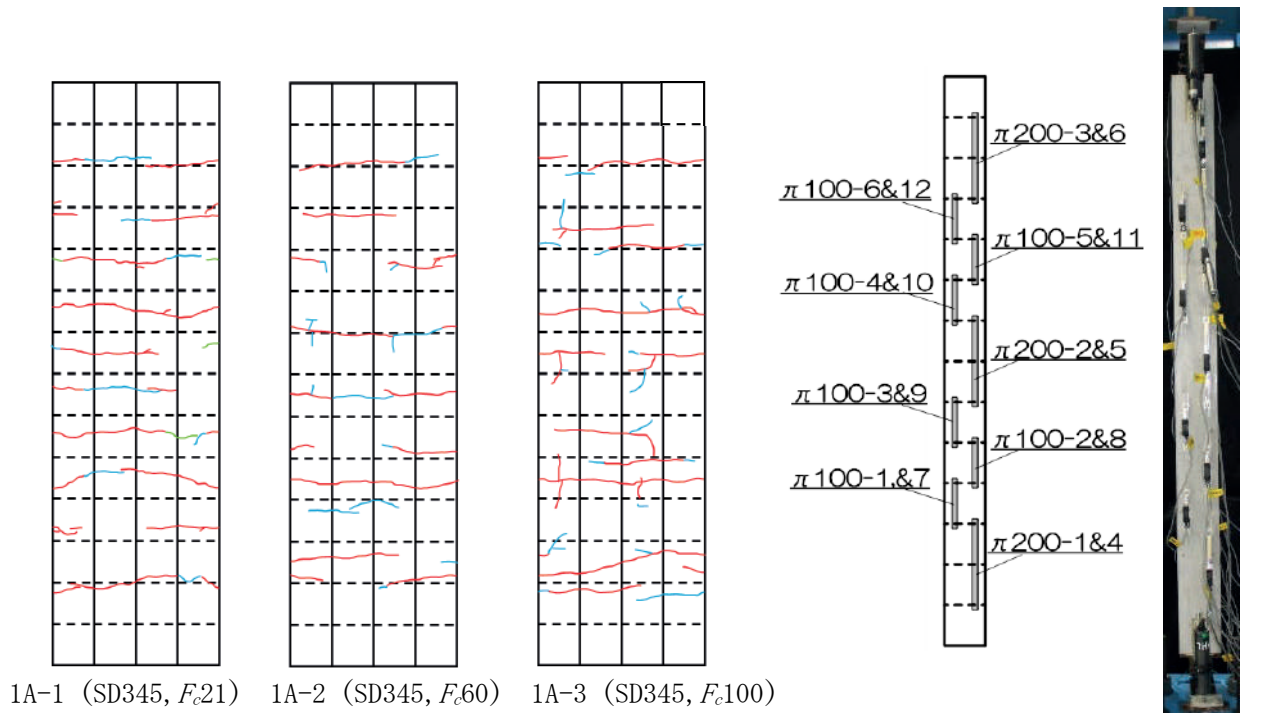 π200-3&6
π100-6&12
π100-5&11
π100-4&10
π200-2&5
π100-3&9
π100-2&8
π100-1,&7
π200-1&4
1A-1 (SD345, Fc21)
1A-2 (SD345, Fc60)
1A-3 (SD345, Fc100)